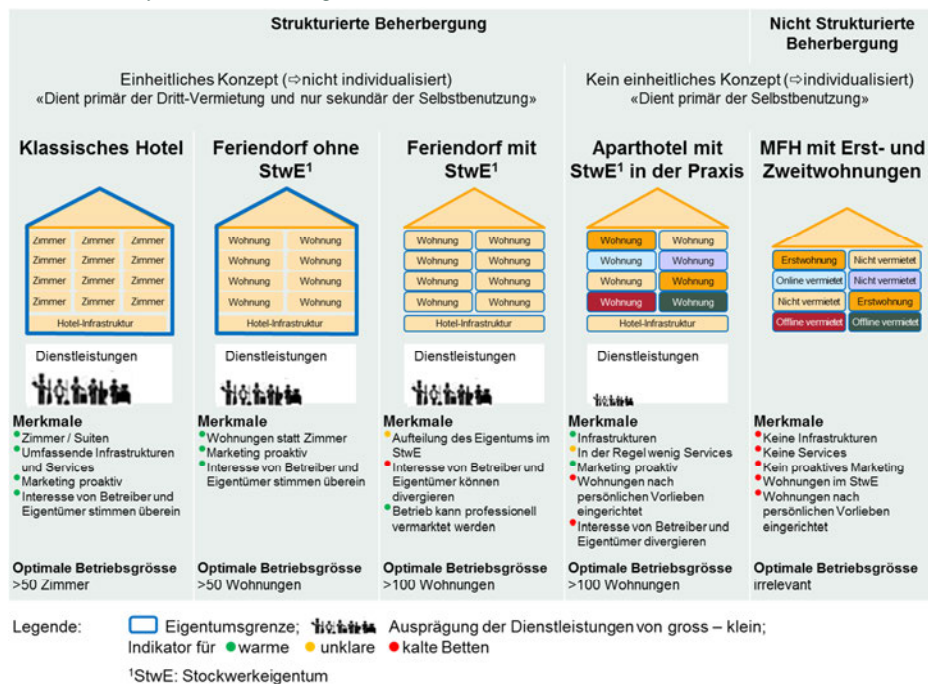 Strukturierte Beherbergung
Nicht Strukturierte
Beherbergung
Einheitliches Konzept (⇨nicht individualisiert)
«Dient primär der Dritt-Vermietung und nur sekundär der Selbstbenutzung»
Kein einheitliches Konzept (⇨individualisiert)
«Dient primär der Selbstbenutzung»
Klassisches Hotel
Zimmer Zimmer Zimmer
Zimmer Zimmer Zimmer
Zimmer Zimmer Zimmer
Zimmer Zimmer Zimmer
Hotel-Infrastruktur
Dienstleistungen
Merkmale
Zimmer / Suiten
Umfassende Infrastrukturen
und Services
Marketing proaktiv
Interesse von Betreiber und
Eigentümer stimmen überein
Optimale Betriebsgrösse
>50 Zimmer
Feriendorf ohne
StwE¹
Wohnung Wohnung
Wohnung Wohnung
Wohnung Wohnung
Wohnung Wohnung
Hotel-Infrastruktur
Dienstleistungen
Merkmale
Wohnungen statt Zimmer
Marketing proaktiv
Interesse von Betreiber und
Eigentümer stimmen überein
Optimale Betriebsgrösse
>50 Wohnungen
Feriendorf mit
StwE¹
Wohnung Wohnung
Wohnung Wohnung
Wohnung Wohnung
Wohnung Wohnung
Hotel-Infrastruktur
Dienstleistungen
Merkmale
Aufteilung des Eigentums im
StwE
Interesse von Betreiber und
Eigentümer können
divergieren
Betrieb kann professionell
vermarktet werden
Optimale Betriebsgrösse
>100 Wohnungen
Aparthotel mit
StwE¹ in der Praxis
Wohnung Wohnung
Wohnung Wohnung
Wohnung Wohnung
Wohnung Wohnung
Hotel-Infrastruktur
Dienstleistungen
Merkmale
Infrastrukturen
In der Regel wenig Services
Marketing proaktiv
Wohnungen nach
persönlichen Vorlieben
eingerichtet
Interesse von Betreiber und
Eigentümer divergieren
Optimale Betriebsgrösse
>100 Wohnungen
MFH mit Erst- und
Zweitwohnungen
Erstwohnung Nicht vermietet
Online vermietet Nicht vermietet
Nicht vermietet Erstwohnung
Offline vermietet Offline vermietet
Merkmale
Keine Infrastrukturen
Keine Services
Kein proaktives Marketing
Wohnungen im StwE
Wohnungen nach
persönlichen Vorlieben
eingerichtet
Optimale Betriebsgrösse
irrelevant
Legende: Eigentumsgrenze; Ausprägung der Dienstleistungen von gross – klein;
Indikator für warme unklare kalte Betten
¹StwE: Stockwerkeigentum